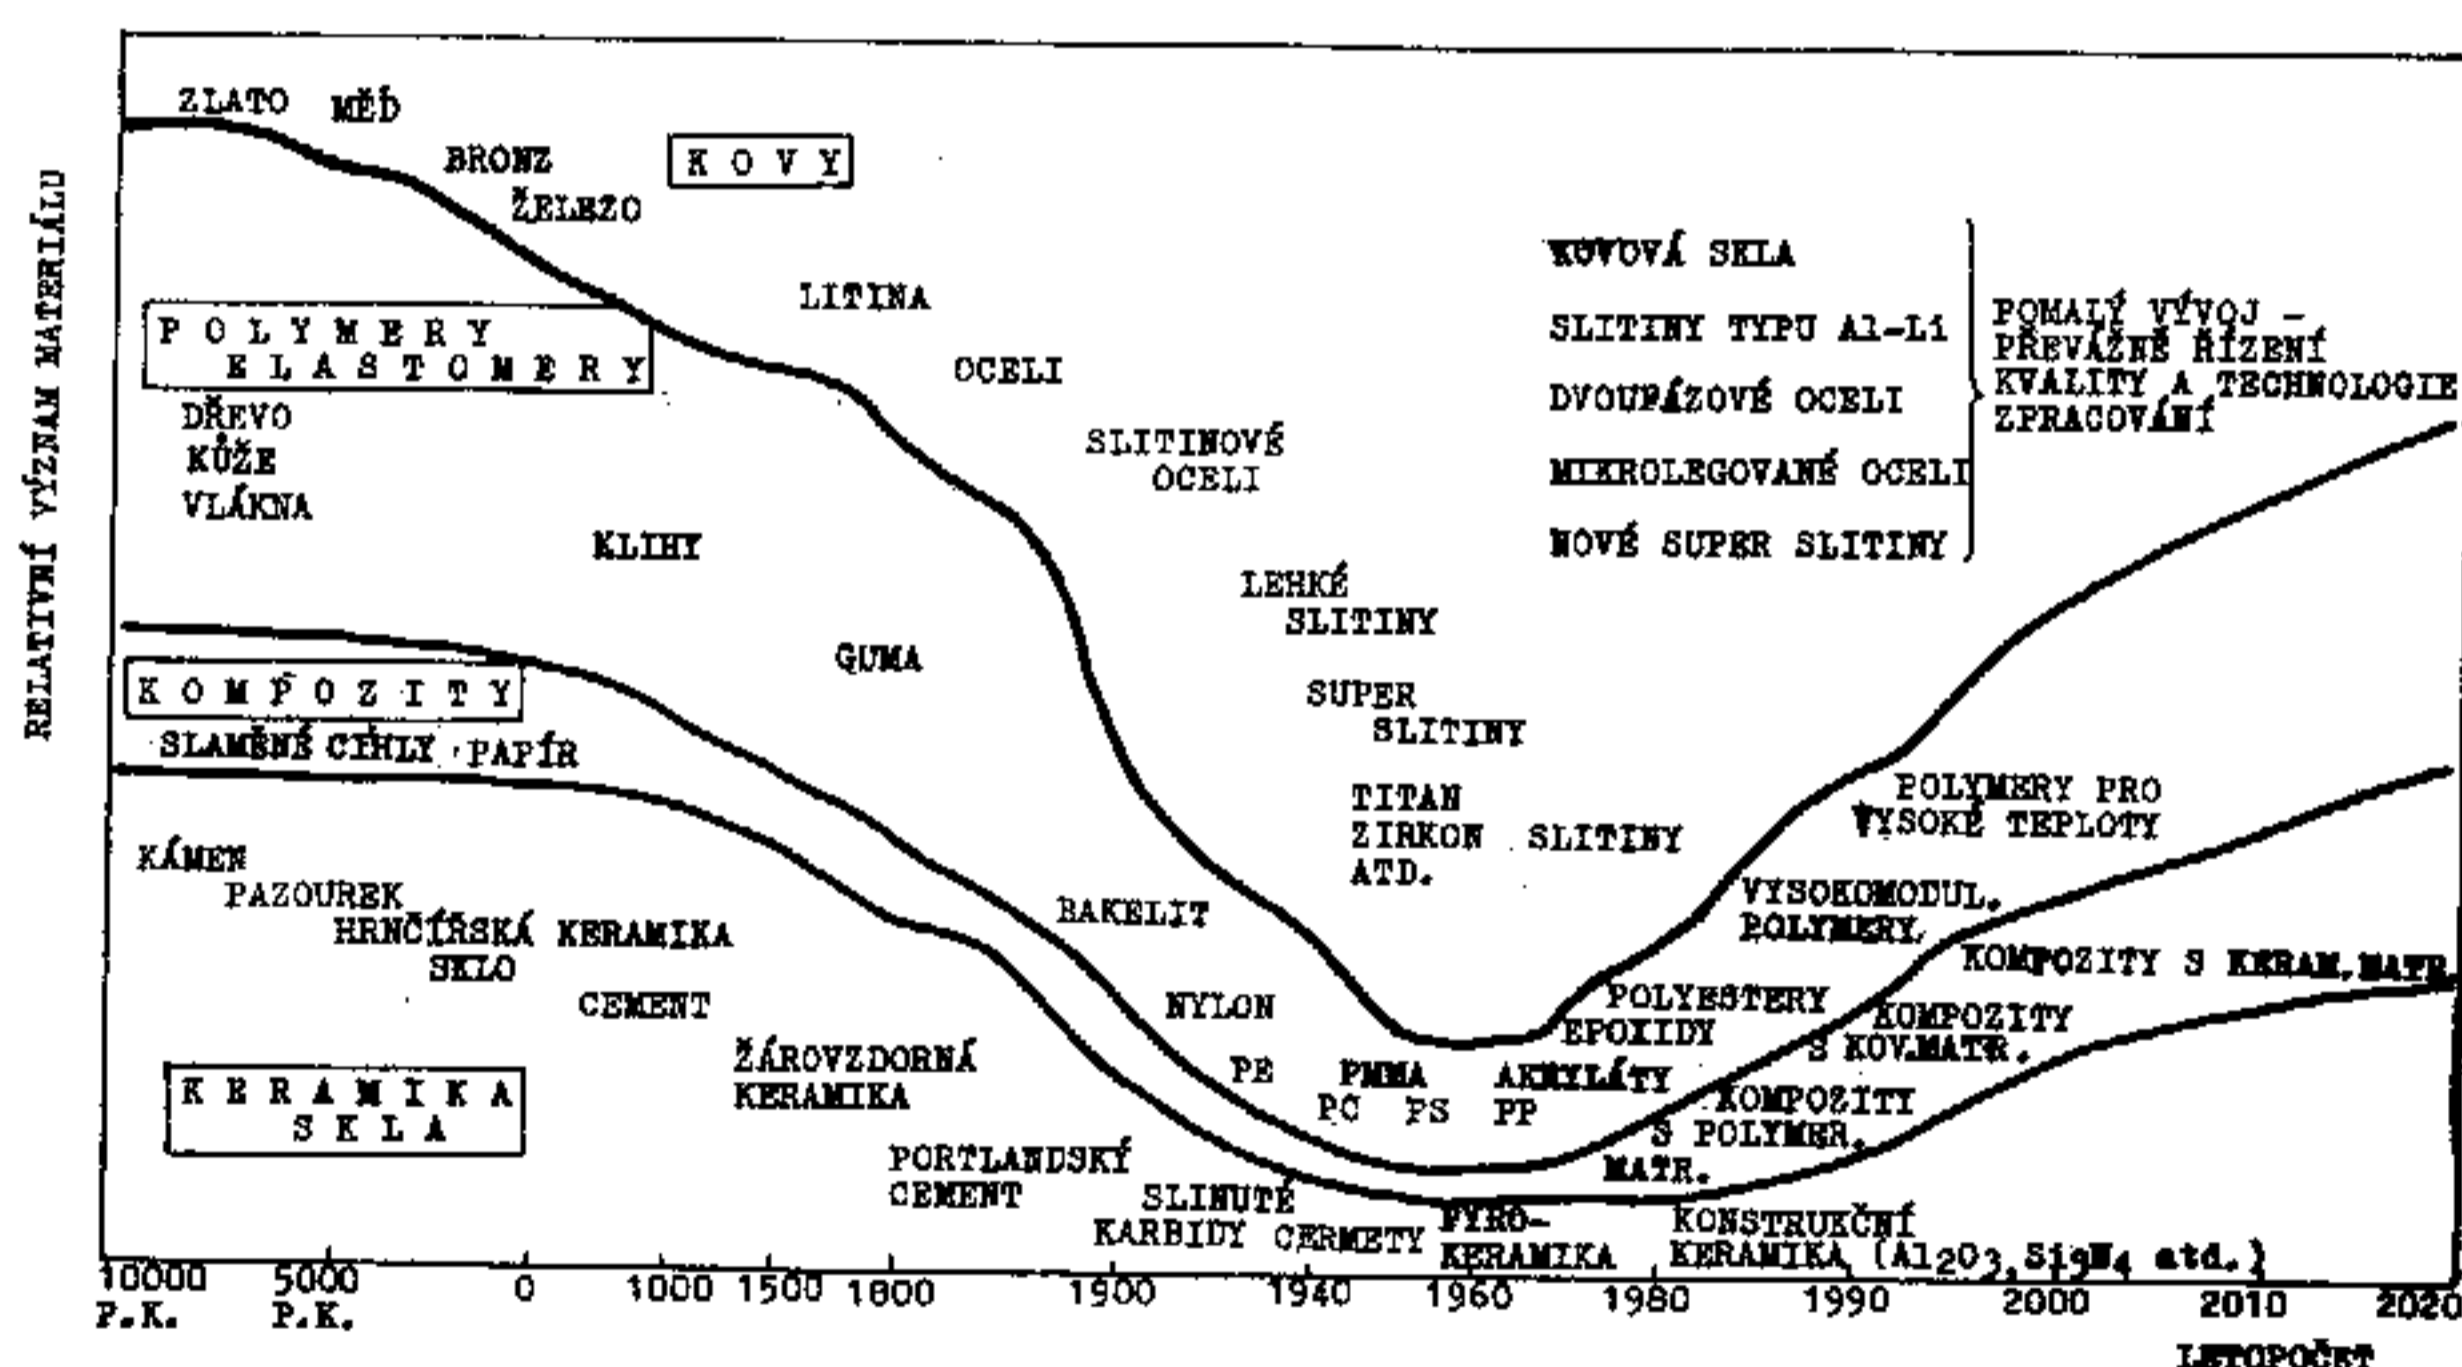 RELATIVNÍ VÝZNAM MATERIÁLU
ZLATO MĚĎ
BRONZ
ŽELEZO
KOVY
LITINA
OCELI
SLITINOVÉ
OCELI
LEHKÉ
SLITINY
SUPER
SLITINY
TITAN
ZIRKON SLITINY
ATD.
KOVOVÁ SKLA
SLITINY TYPU Al-Li
DVOUFÁZOVÉ OCELI
MIKROLEGOVANÉ OCELI
NOVÉ SUPER SLITINY
POMALÝ VÝVOJ -
PŘEVÁŽNĚ ŘÍZENÍ
KVALITY A TECHNOLOGIE
ZPRACOVÁNÍ
POLYMERY
ELASTOMERY
DŘEVO
KŮŽE
VLÁKNA
KLIHY
GUMA
BAKELIT
NYLON
PE PMMA AKRYLÁTY
PC PS PP
POLYESTERY
EPOXIDY
VYSOKOMODUL.
POLYMERY
POLYMERY PRO
VYSOKÉ TEPLOTY
KOMPOZITY
SLAMĚNÉ CIHLY PAPÍR
KOMPOZITY S KERAM.MATR.
KOMPOZITY
S KOV.MATR.
KOMPOZITY
S POLYMER.
MATR.
KÁMEN
PAZOUREK
HRNČÍŘSKÁ KERAMIKA
SKLO
CEMENT
ŽÁROVZDORNÁ
KERAMIKA
KERAMIKA
SKLA
PORTLANDSKÝ
CEMENT
SLINUTÉ
KARBIDY CERMETY
PYRO-
KERAMIKA
KONSTRUKČNÍ
KERAMIKA (Al2O3, Si3N4 atd.)
10000 5000 0 1000 1500 1800 1900 1940 1960 1980 1990 2000 2010 2020
P.K. P.K.
LETOPOČET